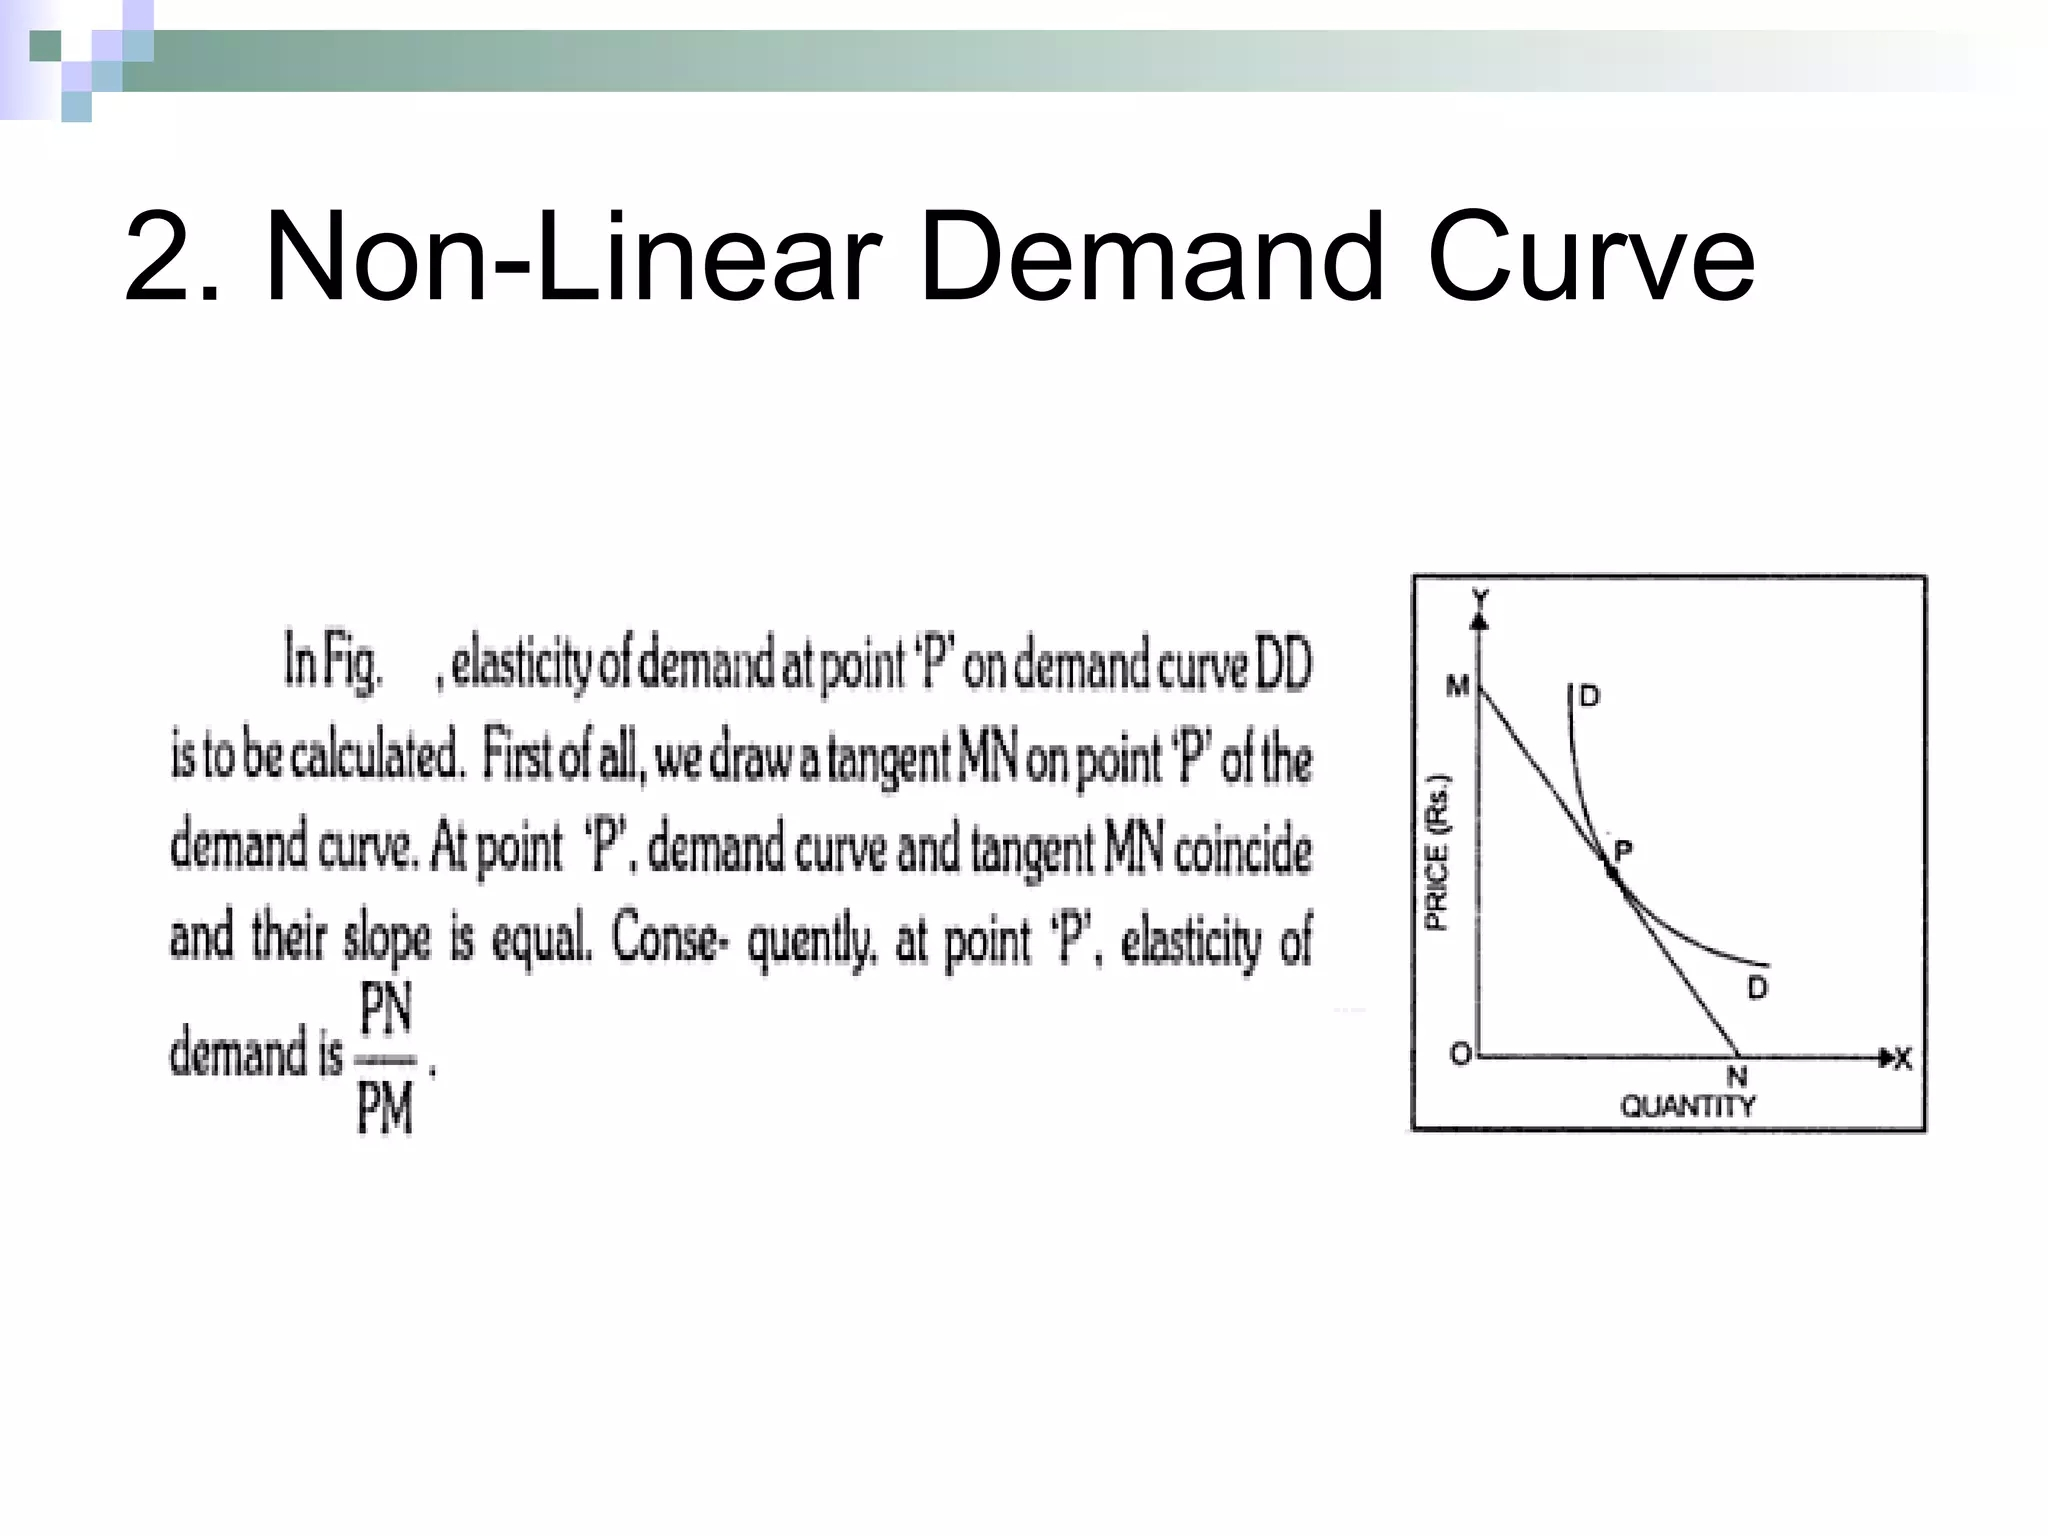 2. Non-Linear Demand Curve
In Fig. , elasticity of demand at point ‘P’ on demand curve DD
is to be calculated. First of all, we draw a tangent MN on point ‘P’ of the
demand curve. At point ‘P’, demand curve and tangent MN coincide
and their slope is equal. Conse- quently. at point ‘P’, elasticity of
demand is PN/PM .
Y
M
D
P
PRICE (Rs.)
D
O
N
X
QUANTITY